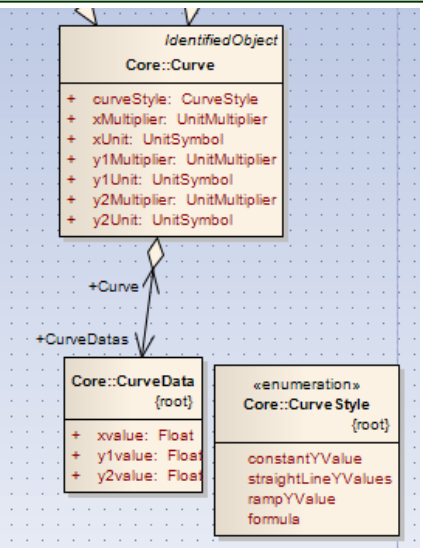 IdentifiedObject
Core::Curve
+ curveStyle: CurveStyle
+ xMultiplier: UnitMultiplier
+ xUnit: UnitSymbol
+ y1Multiplier: UnitMultiplier
+ y1Unit: UnitSymbol
+ y2Multiplier: UnitMultiplier
+ y2Unit: UnitSymbol
+Curve
+CurveDatas
Core::CurveData
{root}
+ xvalue: Float
+ y1value: Float
+ y2value: Float
«enumeration»
Core::CurveStyle
{root}
constantYValue
straightLineYValues
rampYValue
formula